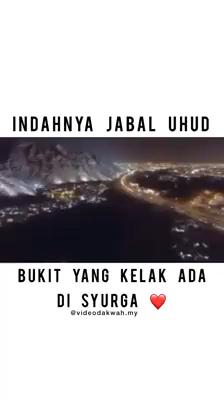 INDAHNYA JABAL UHUD
BUKIT YANG KELAK ADA
DI SYURGA ❤️
@videodakwah.my